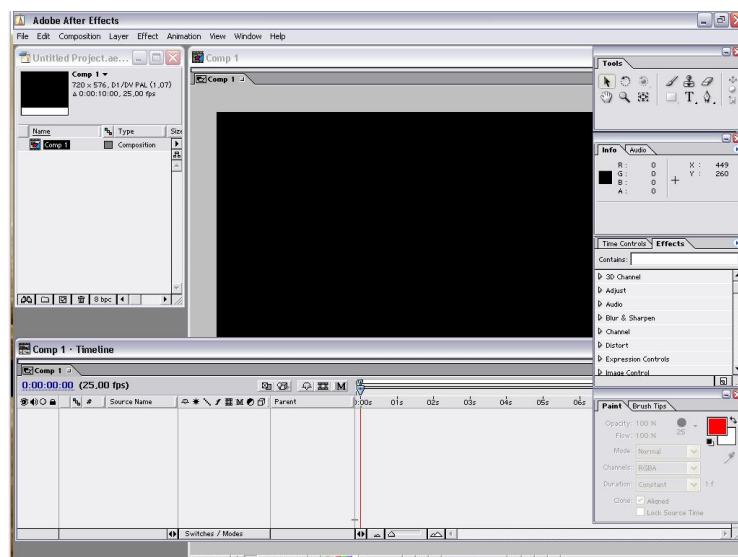 Adobe After Effects
File Edit Composition Layer Effect Animation View Window Help
Untitled Project.ae...
Comp 1
720 x 576, D1/DV PAL (1,07)
Δ 0:00:10:00, 25,00 fps
Name Type Size
Comp 1 Composition
8 bpc
Comp 1
Comp 1
Tools
Info Audio
R: 0 X: 449
G: 0 Y: 260
B: 0
A: 0
Time Controls Effects
Contains:
3D Channel
Adjust
Audio
Blur & Sharpen
Channel
Distort
Expression Controls
Image Control
Comp 1 · Timeline
Comp 1
0:00:00:00 (25,00 fps)
# Source Name Parent 0:00s 01s 02s 03s 04s 05s 06s
Switches / Modes
Paint Brush Tips
Opacity: 100 %
Flow: 100 % 25
Mode: Normal
Channels: RGBA
Duration: Constant 1 f
Clone: Aligned
Lock Source Time